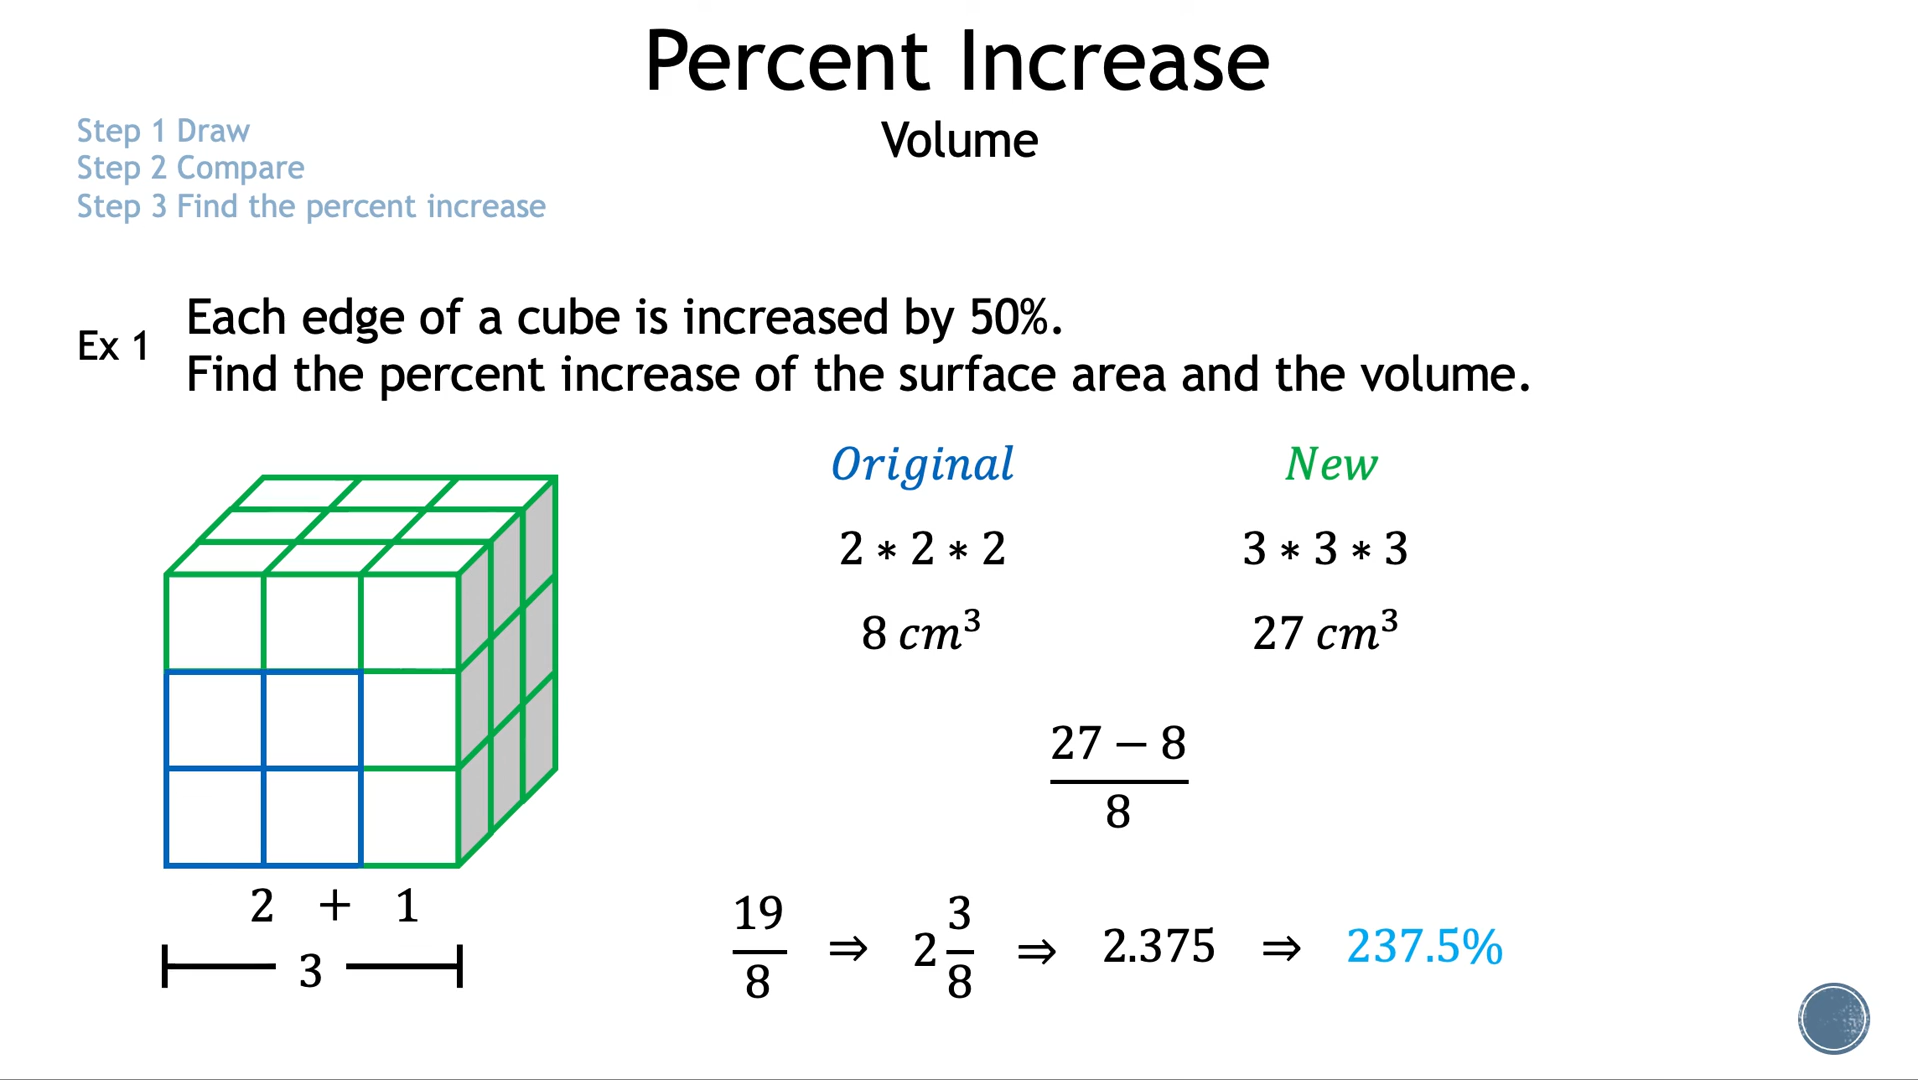 Percent Increase
Volume
Step 1 Draw
Step 2 Compare
Step 3 Find the percent increase
Ex 1
Each edge of a cube is increased by 50%.
Find the percent increase of the surface area and the volume.
Original New
2 ∗ 2 ∗ 2 3 ∗ 3 ∗ 3
8 cm³ 27 cm³
27 − 8
8
2 + 1
3
19/8 ⇒ 2 3/8 ⇒ 2.375 ⇒ 237.5%